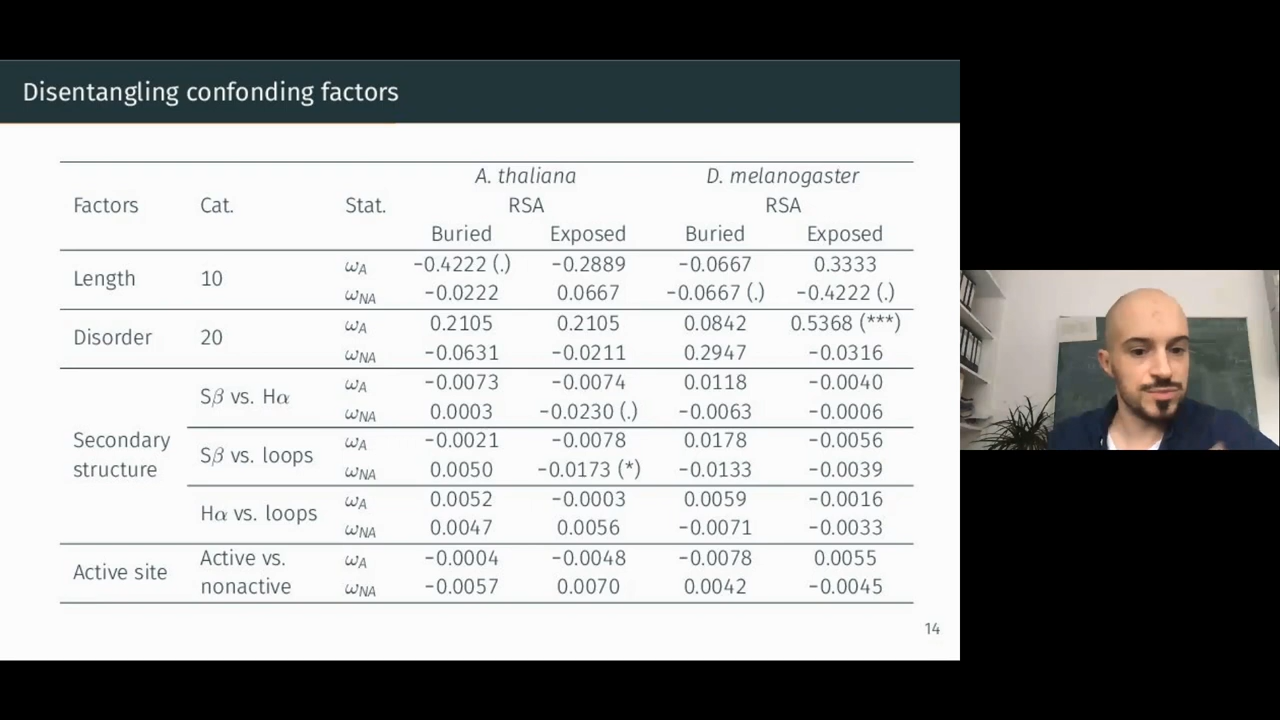 Disentangling confonding factors
A. thaliana D. melanogaster
Factors Cat. Stat. RSA RSA
Buried Exposed Buried Exposed
Length 10 ωA −0.4222 (.) −0.2889 −0.0667 0.3333
ωNA −0.0222 0.0667 −0.0667 (.) −0.4222 (.)
Disorder 20 ωA 0.2105 0.2105 0.0842 0.5368 (***)
ωNA −0.0631 −0.0211 0.2947 −0.0316
Secondary structure Sβ vs. Hα ωA −0.0073 −0.0074 0.0118 −0.0040
ωNA 0.0003 −0.0230 (.) −0.0063 −0.0006
Sβ vs. loops ωA −0.0021 −0.0078 0.0178 −0.0056
ωNA 0.0050 −0.0173 (*) −0.0133 −0.0039
Hα vs. loops ωA 0.0052 −0.0003 0.0059 −0.0016
ωNA 0.0047 0.0056 −0.0071 −0.0033
Active site Active vs. ωA −0.0004 −0.0048 −0.0078 0.0055
nonactive ωNA −0.0057 0.0070 0.0042 −0.0045
14